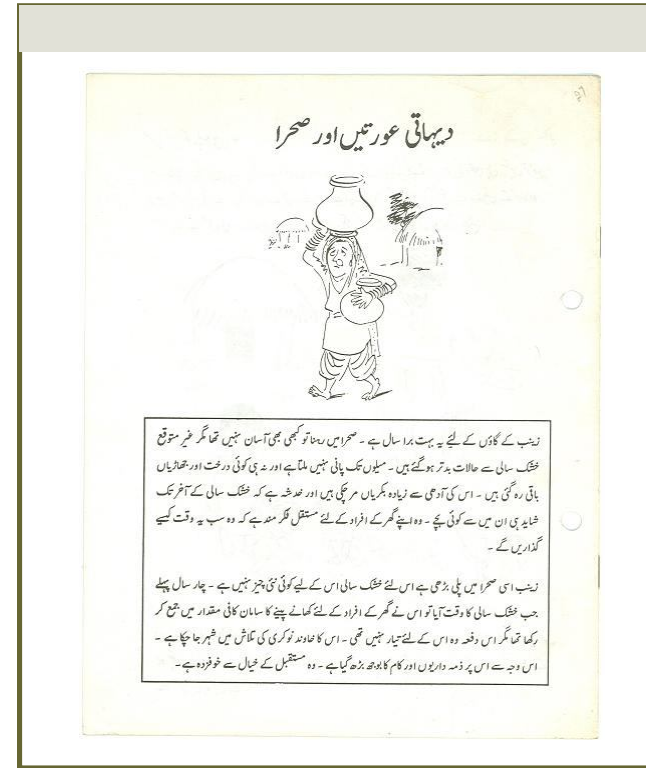 97
دیہاتی عورتیں اور صحرا
زینب کے گاؤں کے لئے یہ بہت برا سال ہے ۔ صحرا میں رہنا تو کبھی بھی آسان نہیں تھا مگر غیر متوقع
خشک سالی سے حالات بدتر ہوگئے ہیں ۔ میلوں تک پانی نہیں ملتا ہے اور نہ ہی کوئی درخت اور جھاڑیاں
باقی رہ گئی ہیں ۔ اس کی آدھی سے زیادہ بکریاں مر چکی ہیں اور خدشہ ہے کہ خشک سالی کے آخر تک
شاید ہی ان میں سے کوئی بچے ۔ وہ اپنے گھر کے افراد کے لئے مستقل فکر مند ہے کہ وہ سب یہ وقت کیسے
گذاریں گے ۔
زینب اسی صحرا میں پلی بڑھی ہے اس لئے خشک سالی اس کے لیے کوئی نئی چیز نہیں ہے ۔ چار سال پہلے
جب خشک سالی کا وقت آیا تو اس نے گھر کے افراد کے لئے کھانے پینے کا سامان کافی مقدار میں جمع کر
رکھا تھا مگر اس دفعہ وہ اس کے لئے تیار نہیں تھی ۔ اس کا خاوند نوکری کی تلاش میں شہر جا چکا ہے ۔
اس وجہ سے اس پر ذمہ داریوں اور کام کا بوجھ بڑھ گیا ہے ۔ وہ مستقبل کے خیال سے خوفزدہ ہے۔